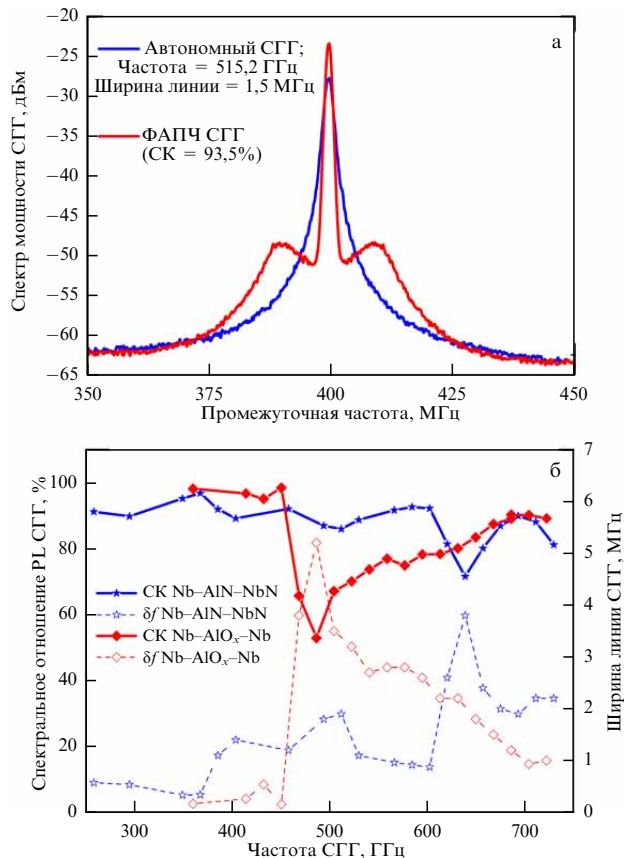 −20
а
Автономный СГГ;
Частота = 515,2 ГГц
Ширина линии = 1,5 МГц
−25
−30
ФАПЧ СГГ
(СК = 93,5%)
−35
−40
−45
−50
−55
−60
−65
Спектр мощности СГГ, дБм
350
375
400
425
450
Промежуточная частота, МГц
б
100
80
60
40
20
0
Спектральное отношение PL СГГ, %
7
6
5
4
3
2
1
0
Ширина линии СГГ, МГц
СК Nb–AlN–NbN
δf Nb–AlN–NbN
СК Nb–AlOx–Nb
δf Nb–AlOx–Nb
300
400
500
600
700
Частота СГГ, ГГц